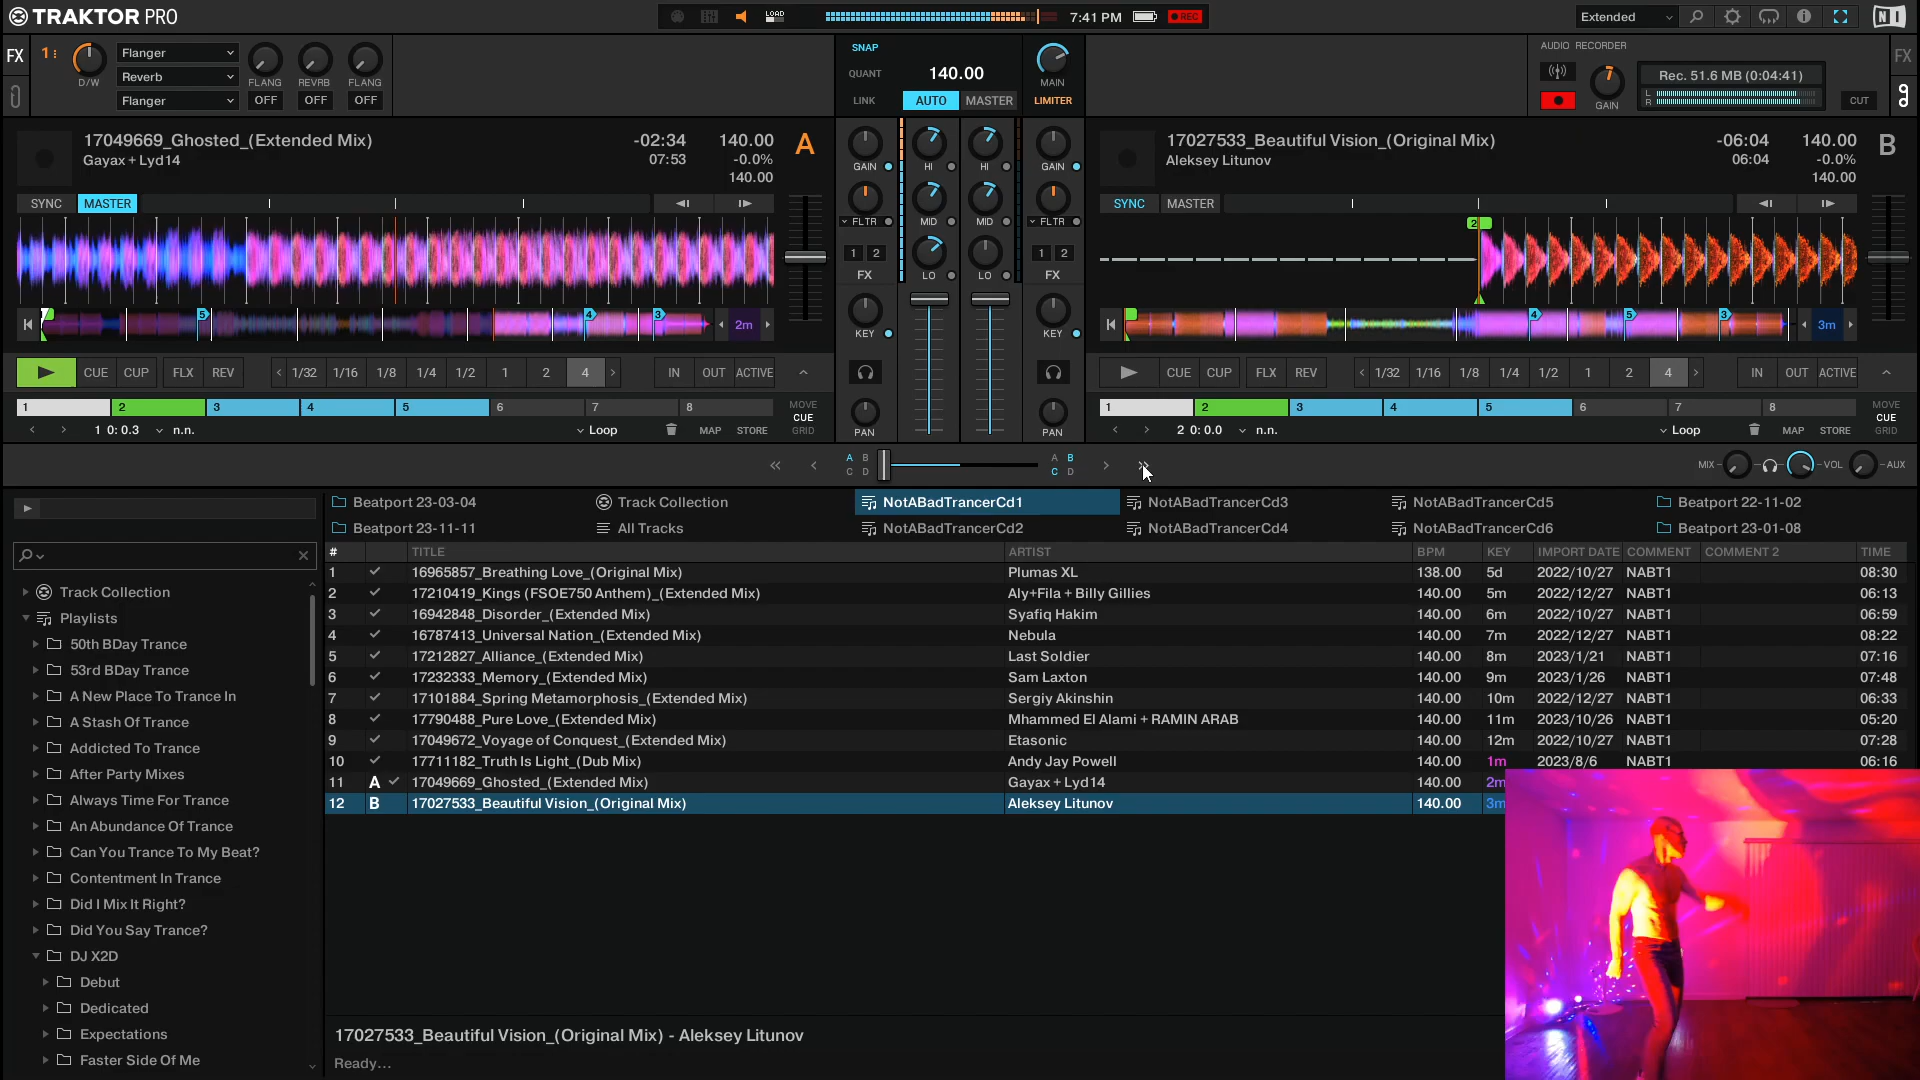 TRAKTOR PRO
LOAD
7:41 PM
REC
Extended
FX
1
D/W
Flanger
Reverb
Flanger
FLANG
REVRB
FLANG
OFF
OFF
OFF
SNAP
QUANT
LINK
140.00
AUTO
MASTER
MAIN
LIMITER
AUDIO RECORDER
GAIN
Rec. 51.6 MB (0:04:41)
L
R
CUT
FX
17049669_Ghosted_(Extended Mix)
Gayax + Lyd14
-02:34
07:53
140.00
-0.0%
140.00
A
SYNC
MASTER
5
4
3
2m
CUE
CUP
FLX
REV
1/32
1/16
1/8
1/4
1/2
1
2
4
IN
OUT
ACTIVE
1
2
3
4
5
6
7
8
MOVE
CUE
GRID
1 0: 0.3
n.n.
Loop
MAP
STORE
GAIN
HI
HI
GAIN
FLTR
MID
MID
FLTR
1 2
LO
LO
1 2
FX
FX
KEY
KEY
PAN
PAN
17027533_Beautiful Vision_(Original Mix)
Aleksey Litunov
-06:04
06:04
140.00
-0.0%
140.00
B
SYNC
MASTER
2
4
5
3
3m
CUE
CUP
FLX
REV
1/32
1/16
1/8
1/4
1/2
1
2
4
IN
OUT
ACTIVE
1
2
3
4
5
6
7
8
MOVE
CUE
GRID
2 0: 0.0
n.n.
Loop
MAP
STORE
A B
C D
A B
C D
MIX
VOL
AUX
Beatport 23-03-04
Track Collection
NotABadTrancerCd1
NotABadTrancerCd3
NotABadTrancerCd5
Beatport 22-11-02
Beatport 23-11-11
All Tracks
NotABadTrancerCd2
NotABadTrancerCd4
NotABadTrancerCd6
Beatport 23-01-08
# TITLE ARTIST BPM KEY IMPORT DATE COMMENT COMMENT 2 TIME
1 16965857_Breathing Love_(Original Mix) Plumas XL 138.00 5d 2022/10/27 NABT1 08:30
2 17210419_Kings (FSOE750 Anthem)_(Extended Mix) Aly+Fila + Billy Gillies 140.00 5m 2022/12/27 NABT1 06:13
3 16942848_Disorder_(Extended Mix) Syafiq Hakim 140.00 6m 2022/10/27 NABT1 06:59
4 16787413_Universal Nation_(Extended Mix) Nebula 140.00 7m 2022/12/27 NABT1 08:22
5 17212827_Alliance_(Extended Mix) Last Soldier 140.00 8m 2023/1/21 NABT1 07:16
6 17232333_Memory_(Extended Mix) Sam Laxton 140.00 9m 2023/1/26 NABT1 07:48
7 17101884_Spring Metamorphosis_(Extended Mix) Sergiy Akinshin 140.00 10m 2022/12/27 NABT1 06:33
8 17790488_Pure Love_(Extended Mix) Mhammed El Alami + RAMIN ARAB 140.00 11m 2023/10/26 NABT1 05:20
9 17049672_Voyage of Conquest_(Extended Mix) Etasonic 140.00 12m 2022/10/27 NABT1 07:28
10 17711182_Truth Is Light_(Dub Mix) Andy Jay Powell 140.00 1m 2023/8/6 NABT1 06:16
11 A 17049669_Ghosted_(Extended Mix) Gayax + Lyd14 140.00 2m
12 B 17027533_Beautiful Vision_(Original Mix) Aleksey Litunov 140.00 3m
Track Collection
Playlists
50th BDay Trance
53rd BDay Trance
A New Place To Trance In
A Stash Of Trance
Addicted To Trance
After Party Mixes
Always Time For Trance
An Abundance Of Trance
Can You Trance To My Beat?
Contentment In Trance
Did I Mix It Right?
Did You Say Trance?
DJ X2D
Debut
Dedicated
Expectations
Faster Side Of Me
17027533_Beautiful Vision_(Original Mix) - Aleksey Litunov
Ready...